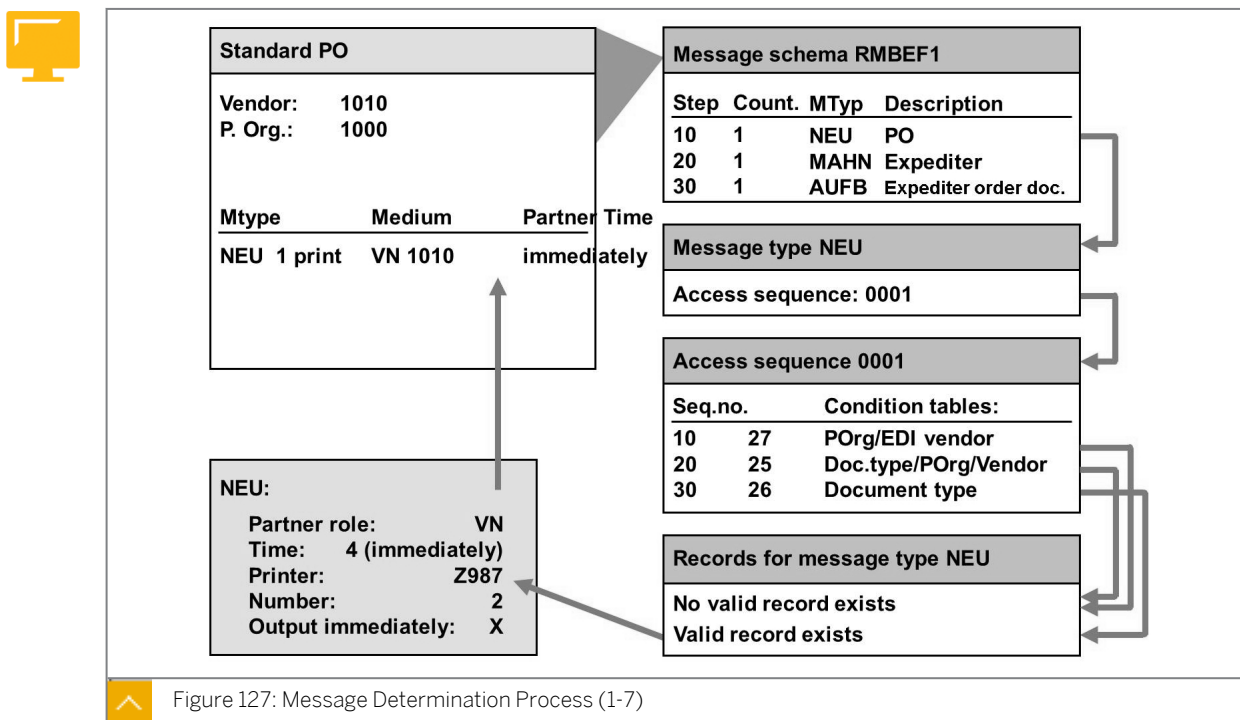 Standard PO
Vendor: 1010
P. Org.: 1000
Mtype Medium Partner Time
NEU 1 print VN 1010 immediately
NEU:
Partner role: VN
Time: 4 (immediately)
Printer: Z987
Number: 2
Output immediately: X
Message schema RMBEF1
Step Count. MTyp Description
10 1 NEU PO
20 1 MAHN Expediter
30 1 AUFB Expediter order doc.
Message type NEU
Access sequence: 0001
Access sequence 0001
Seq.no. Condition tables:
10 27 POrg/EDI vendor
20 25 Doc.type/POrg/Vendor
30 26 Document type
Records for message type NEU
No valid record exists
Valid record exists
Figure 127: Message Determination Process (1-7)